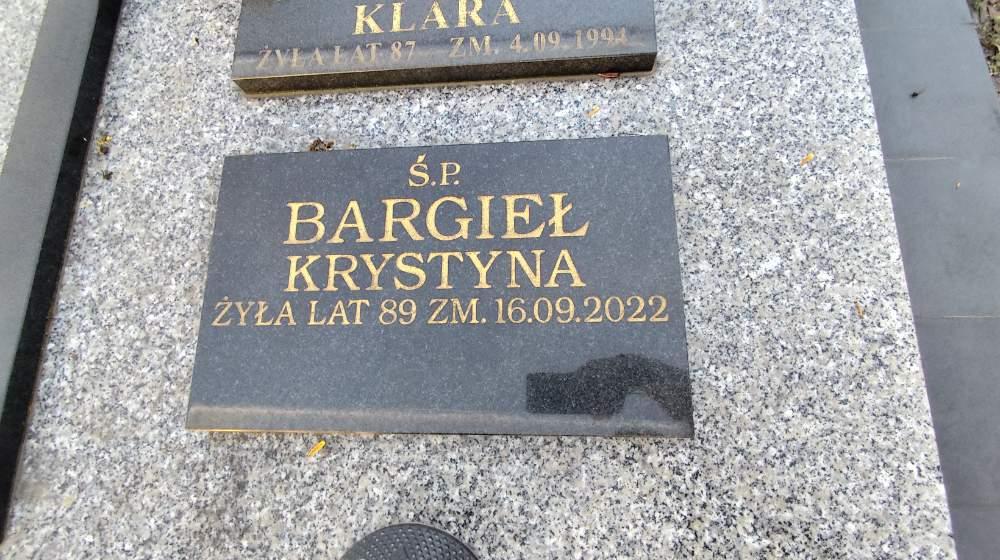 KLARA
ŻYŁA LAT 87 ZM. 4.09.1994
Ś.P.
BARGIEŁ
KRYSTYNA
ŻYŁA LAT 89 ZM. 16.09.2022